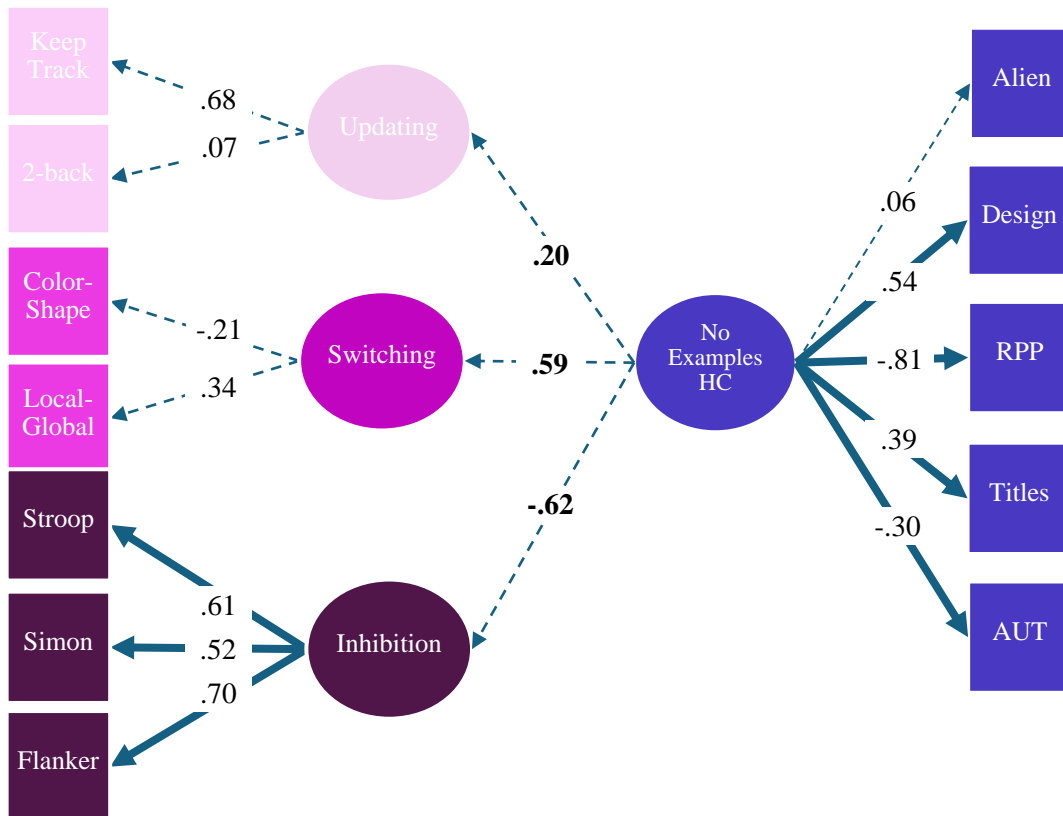 Keep
Track
2-back
Color-
Shape
Local-
Global
Stroop
Simon
Flanker
.68
.07
-.21
.34
.61
.52
.70
Updating
Switching
Inhibition
.20
.59
-.62
No
Examples
HC
.06
.54
-.81
.39
-.30
Alien
Design
RPP
Titles
AUT